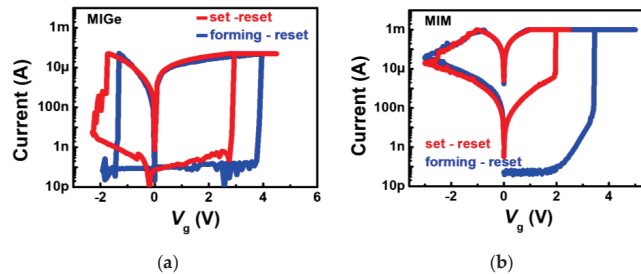 MIGe
set -reset
forming - reset
Current (A)
1m
10µ
100n
1n
10p
-2
0
2
4
6
Vg (V)
(a)
MIM
set - reset
forming - reset
Current (A)
1m
10µ
100n
1n
10p
-2
0
2
4
Vg (V)
(b)